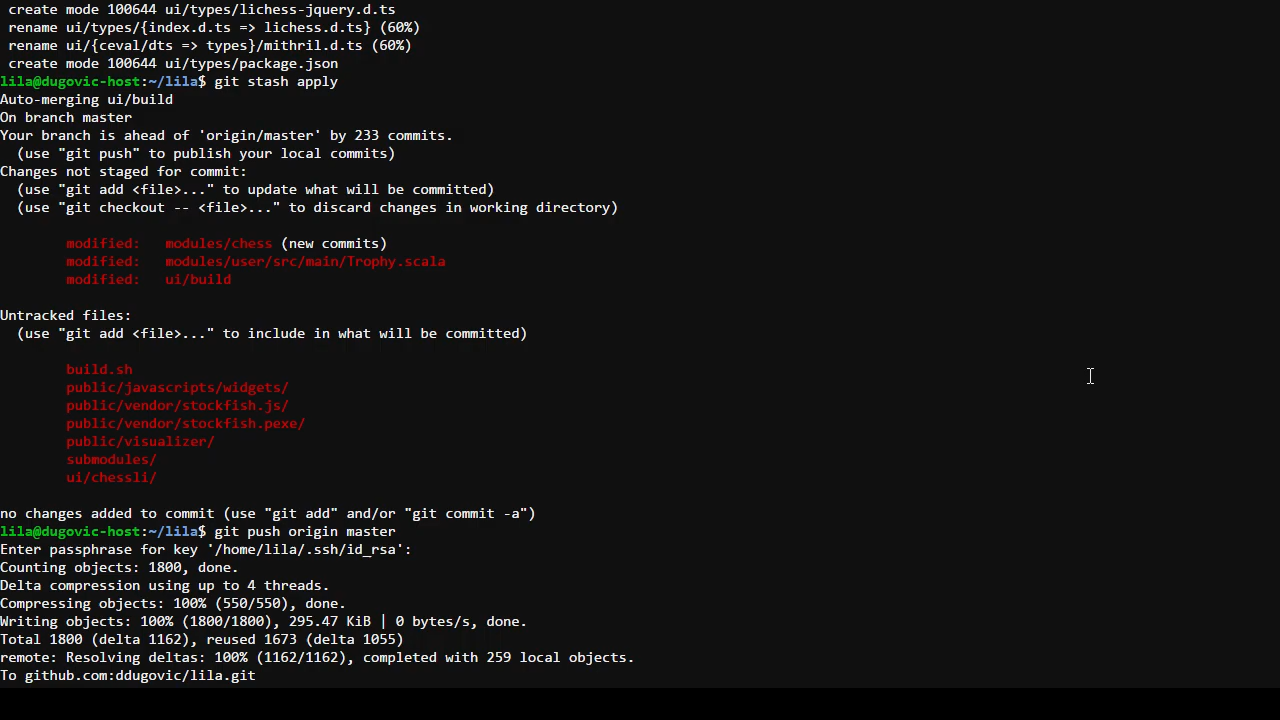 create mode 100644 ui/types/lichess-jquery.d.ts
rename ui/types/{index.d.ts => lichess.d.ts} (60%)
rename ui/{ceval/dts => types}/mithril.d.ts (60%)
create mode 100644 ui/types/package.json
lila@dugovic-host:~/lila$ git stash apply
Auto-merging ui/build
On branch master
Your branch is ahead of 'origin/master' by 233 commits.
(use "git push" to publish your local commits)
Changes not staged for commit:
(use "git add <file>..." to update what will be committed)
(use "git checkout -- <file>..." to discard changes in working directory)
modified:   modules/chess (new commits)
modified:   modules/user/src/main/Trophy.scala
modified:   ui/build
Untracked files:
(use "git add <file>..." to include in what will be committed)
build.sh
public/javascripts/widgets/
public/vendor/stockfish.js/
public/vendor/stockfish.pexe/
public/visualizer/
submodules/
ui/chessli/
no changes added to commit (use "git add" and/or "git commit -a")
lila@dugovic-host:~/lila$ git push origin master
Enter passphrase for key '/home/lila/.ssh/id_rsa':
Counting objects: 1800, done.
Delta compression using up to 4 threads.
Compressing objects: 100% (550/550), done.
Writing objects: 100% (1800/1800), 295.47 KiB | 0 bytes/s, done.
Total 1800 (delta 1162), reused 1673 (delta 1055)
remote: Resolving deltas: 100% (1162/1162), completed with 259 local objects.
To github.com:ddugovic/lila.git